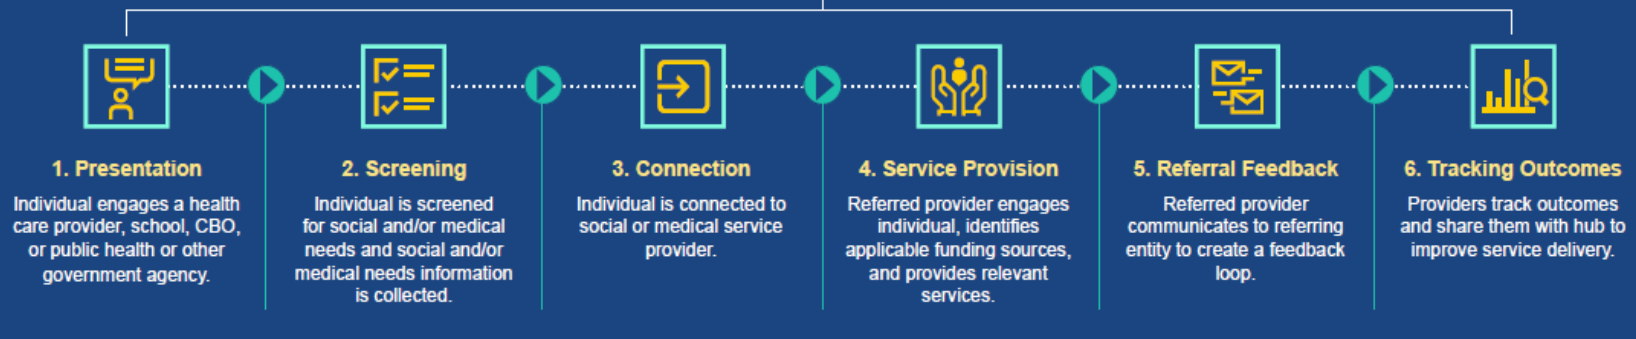 1. Presentation
Individual engages a health
care provider, school, CBO,
or public health or other
government agency.
2. Screening
Individual is screened
for social and/or medical
needs and social and/or
medical needs information
is collected.
3. Connection
Individual is connected to
social or medical service
provider.
4. Service Provision
Referred provider engages
individual, identifies
applicable funding sources,
and provides relevant
services.
5. Referral Feedback
Referred provider
communicates to referring
entity to create a feedback
loop.
6. Tracking Outcomes
Providers track outcomes
and share them with hub to
improve service delivery.